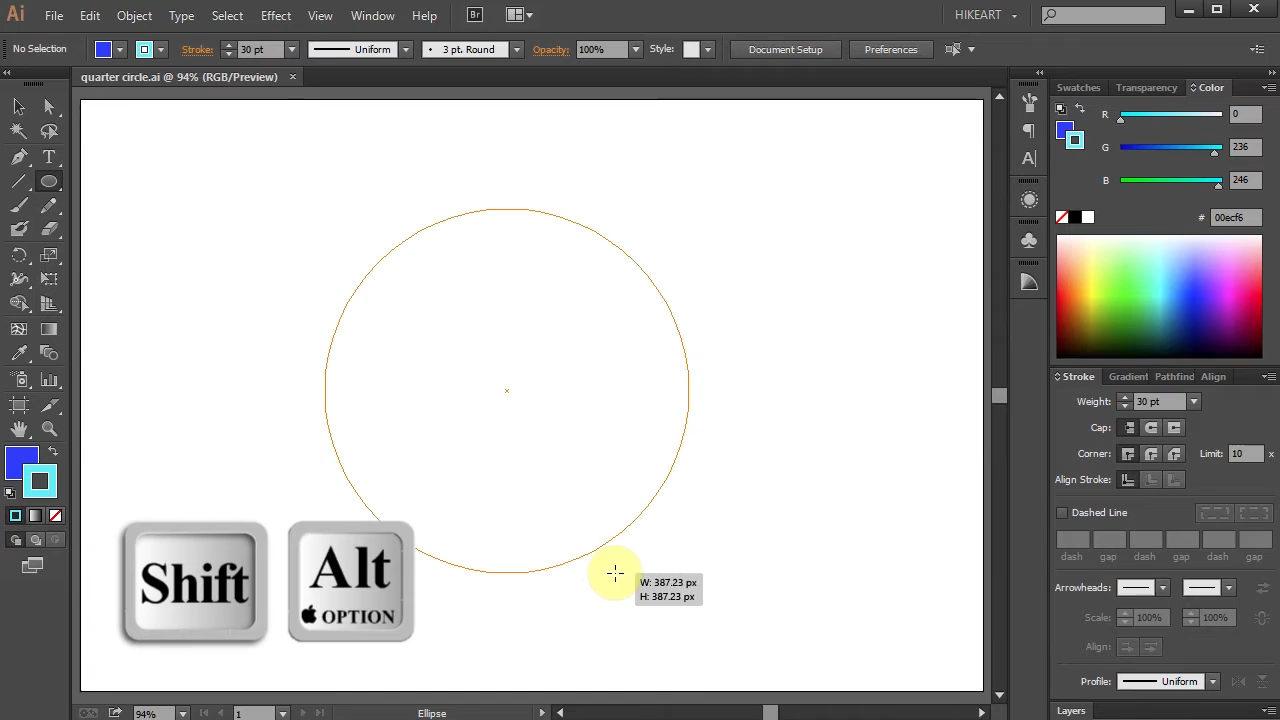 Ai File Edit Object Type Select Effect View Window Help Br HIKEART
No Selection Stroke: 30 pt Uniform 3 pt. Round Opacity: 100% Style: Document Setup Preferences
quarter circle.ai @ 94% (RGB/Preview) ×
Swatches Transparency Color
R 0
G 236
B 246
# 00ecf6
Stroke Gradient Pathfind Align
Weight: 30 pt
Cap:
Corner: Limit: 10 x
Align Stroke:
Dashed Line
dash gap dash gap dash gap
Arrowheads:
Scale: 100% 100%
Align:
Profile: Uniform
Layers
W: 387.23 px
H: 387.23 px
Shift
Alt
OPTION
94% 1 Ellipse